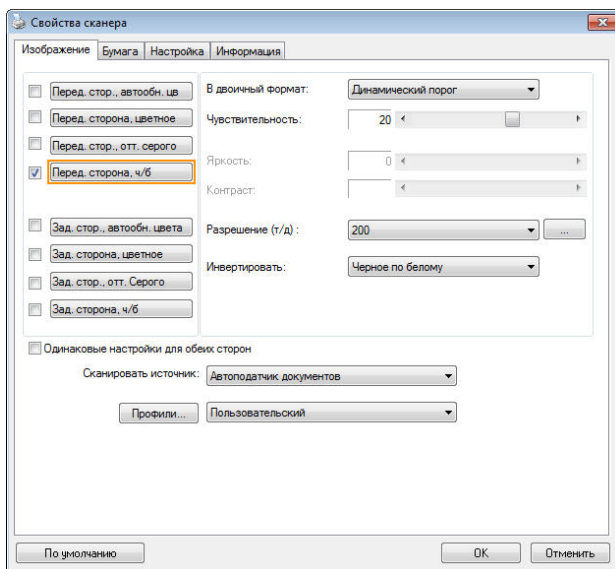 Свойства сканера
Изображение Бумага Настройка Информация
Перед. стор., автообн. цв
Перед. сторона, цветное
Перед. стор., отт. серого
Перед. сторона, ч/б
Зад. стор., автообн. цвета
Зад. сторона, цветное
Зад. стор., отт. Серого
Зад. сторона, ч/б
В двоичный формат: Динамический порог
Чувствительность: 20
Яркость: 0
Контраст:
Разрешение (т/д) : 200 ...
Инвертировать: Черное по белому
Одинаковые настройки для обеих сторон
Сканировать источник: Автоподатчик документов
Профили... Пользовательский
По умолчанию OK Отменить